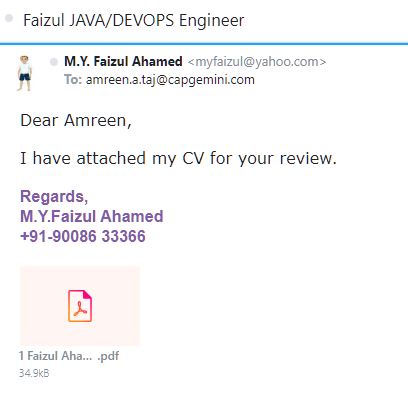 Faizul JAVA/DEVOPS Engineer
M.Y. Faizul Ahamed <myfaizul@yahoo.com>
To: amreen.a.taj@capgemini.com
Dear Amreen,
I have attached my CV for your review.
Regards,
M.Y.Faizul Ahamed
+91-90086 33366
1 Faizul Aha... .pdf
34.9kB